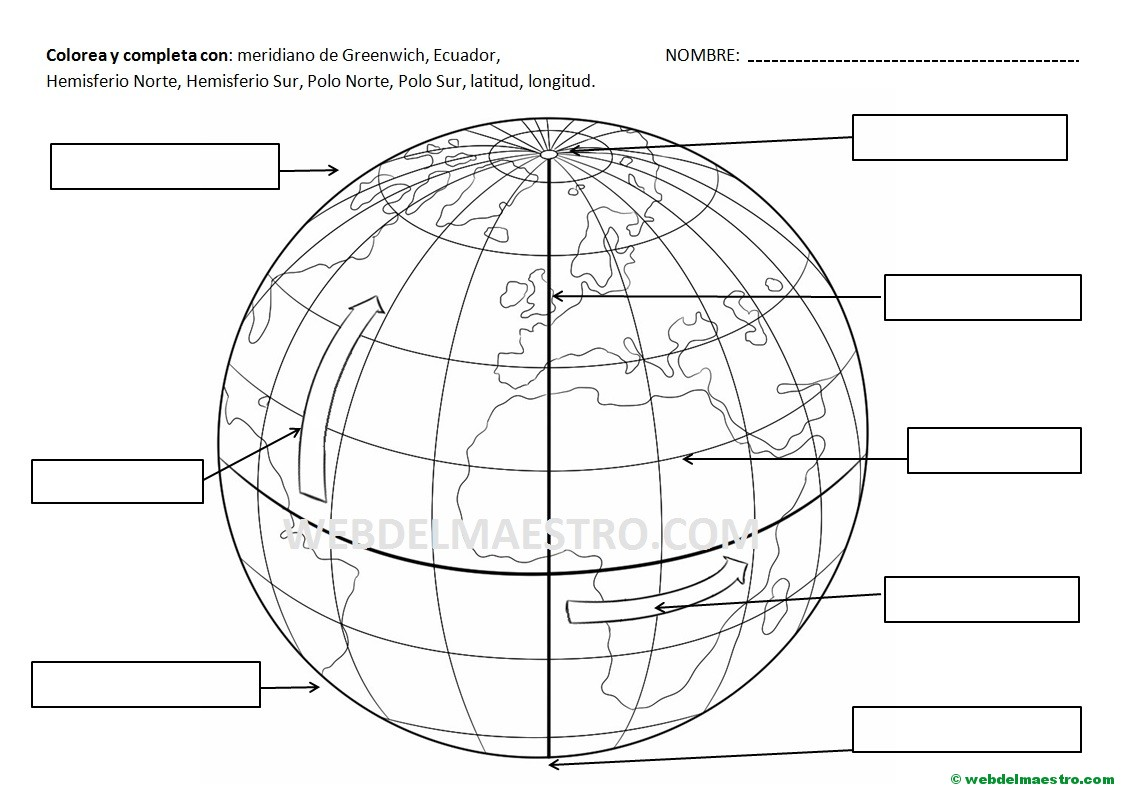 Colorea y completa con: meridiano de Greenwich, Ecuador,
NOMBRE:
Hemisferio Norte, Hemisferio Sur, Polo Norte, Polo Sur, latitud, longitud.
WEBDELMAESTRO.COM
© webdelmaestro.com